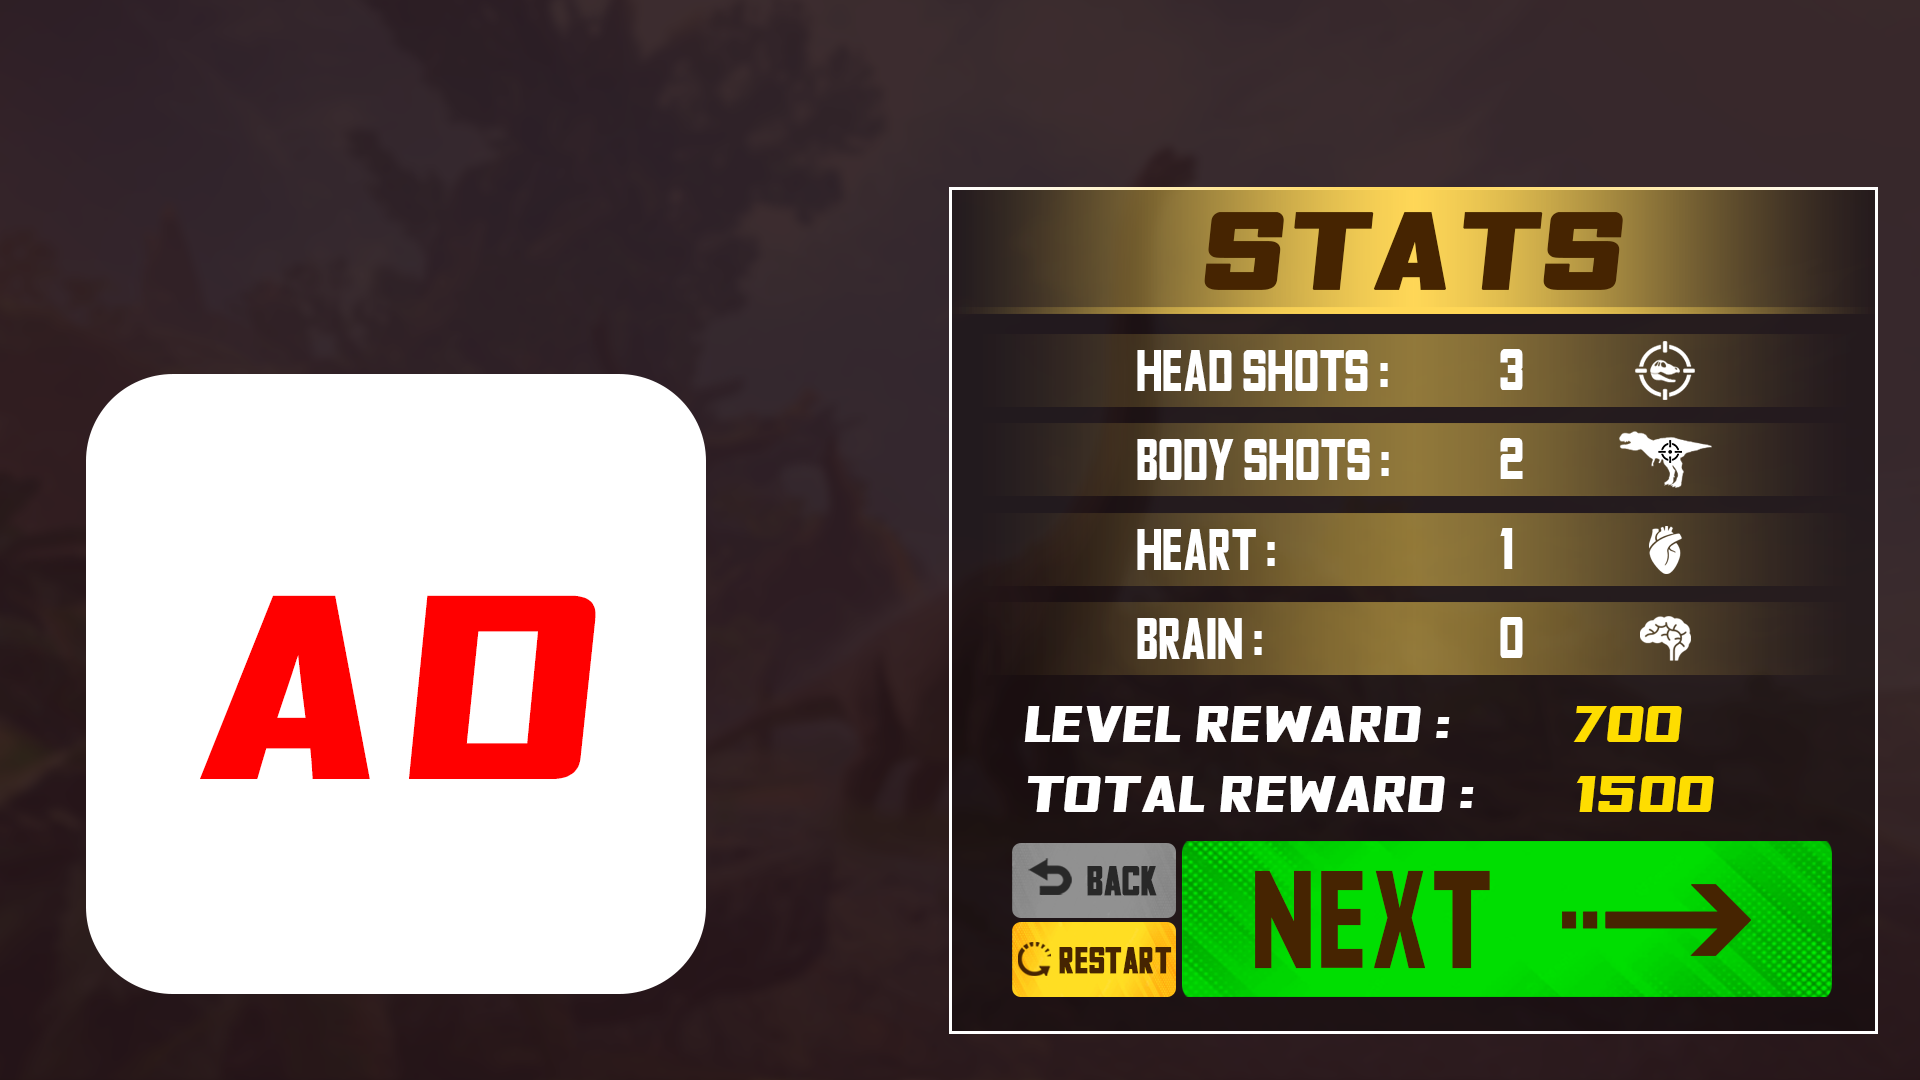 AD
STATS
HEAD SHOTS : 3
BODY SHOTS : 2
HEART : 1
BRAIN : 0
LEVEL REWARD : 700
TOTAL REWARD : 1500
BACK
RESTART
NEXT